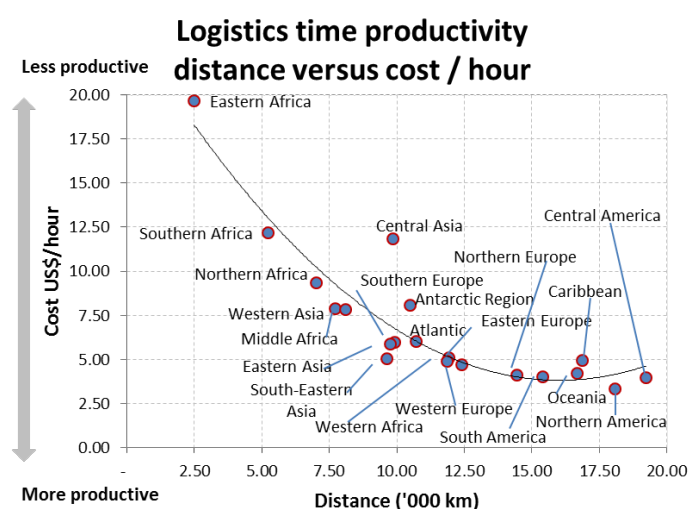 Logistics time productivity
distance versus cost / hour
Less productive
20.00
17.50
15.00
12.50
10.00
7.50
5.00
2.50
0.00
Cost US$/hour
Eastern Africa
Central America
Southern Africa
Central Asia
Northern Europe
Northern Africa
Southern Europe
Caribbean
Antarctic Region
Western Asia
Eastern Europe
Atlantic
Middle Africa
Eastern Asia
South-Eastern
Asia
Oceania
Western Europe
Western Africa
Northern America
South America
-
2.50
5.00
7.50
10.00
12.50
15.00
17.50
20.00
More productive
Distance ('000 km)